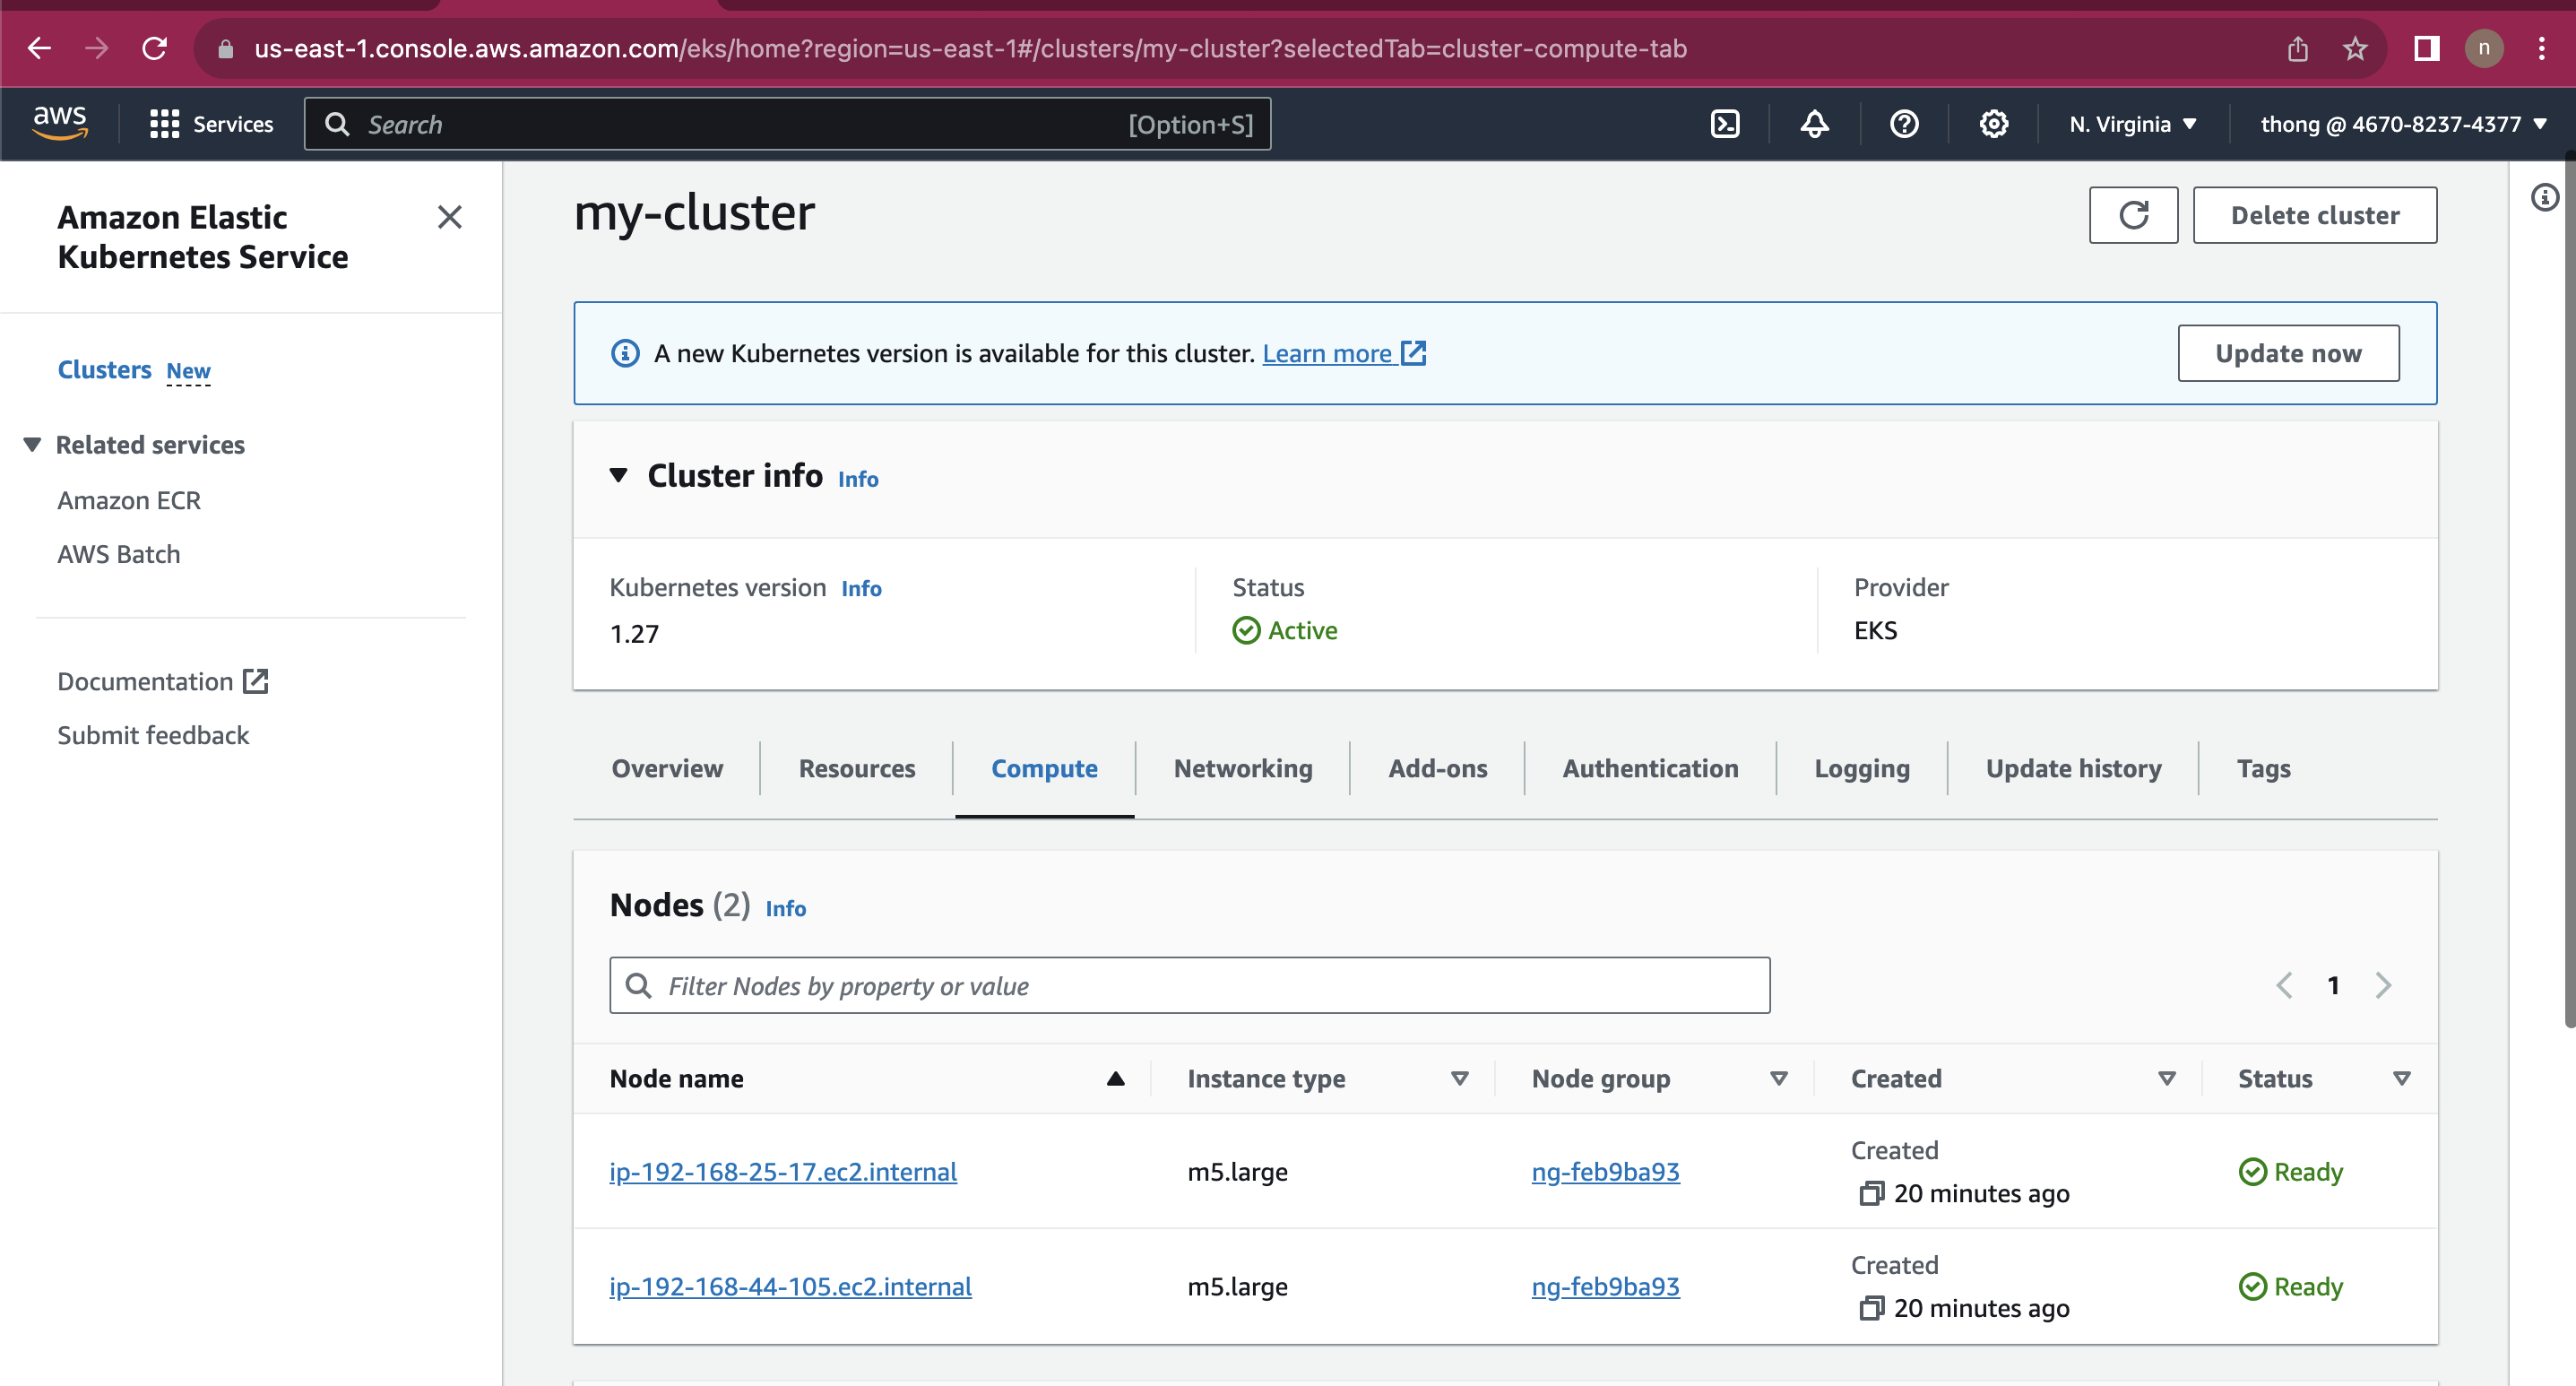 us-east-1.console.aws.amazon.com/eks/home?region=us-east-1#/clusters/my-cluster?selectedTab=cluster-compute-tab
n
aws
Services
Search
[Option+S]
N. Virginia
thong @ 4670-8237-4377
Amazon Elastic
Kubernetes Service
Clusters New
Related services
Amazon ECR
AWS Batch
Documentation
Submit feedback
my-cluster
Delete cluster
A new Kubernetes version is available for this cluster. Learn more
Update now
Cluster info Info
Kubernetes version Info
1.27
Status
Active
Provider
EKS
Overview
Resources
Compute
Networking
Add-ons
Authentication
Logging
Update history
Tags
Nodes (2) Info
Filter Nodes by property or value
1
Node name
Instance type
Node group
Created
Status
ip-192-168-25-17.ec2.internal
m5.large
ng-feb9ba93
Created
20 minutes ago
Ready
ip-192-168-44-105.ec2.internal
m5.large
ng-feb9ba93
Created
20 minutes ago
Ready